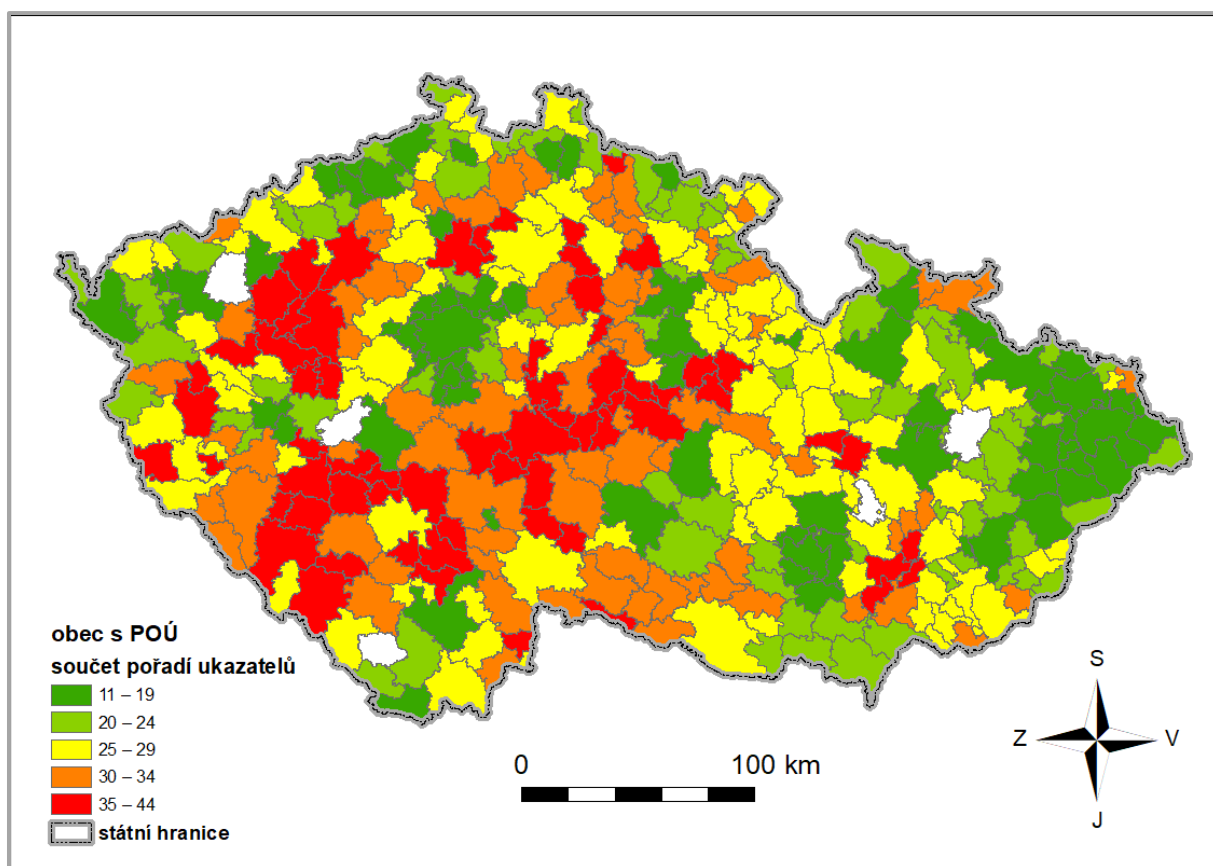 obec s POÚ
součet pořadí ukazatelů
11 – 19
20 – 24
25 – 29
30 – 34
35 – 44
státní hranice
0 100 km
S
Z V
J